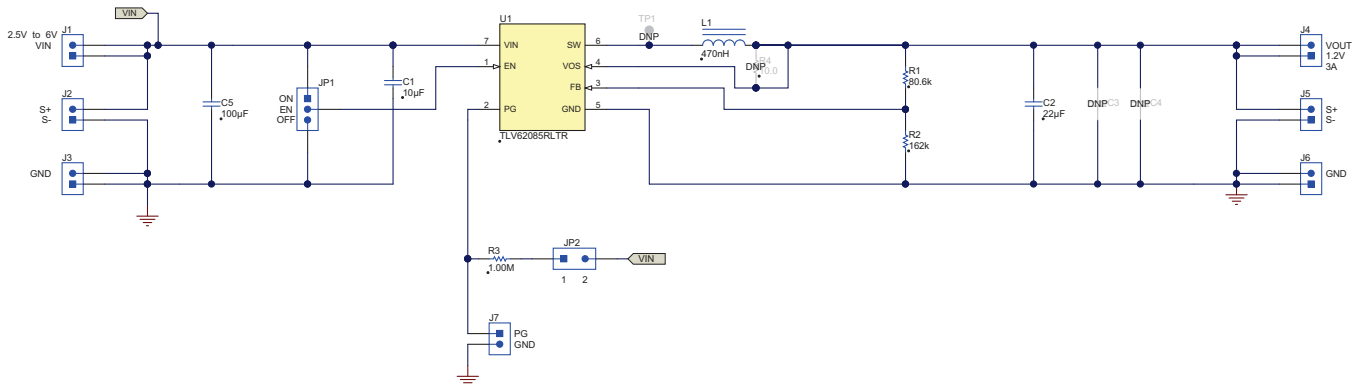 VIN
2.5V to 6V
VIN
J1
J2
S+
S-
J3
GND
C5
100µF
JP1
ON
EN
OFF
C1
10µF
U1
7
VIN
SW
6
1
EN
VOS
4
FB
3
2
PG
GND
5
TLV62085RLTR
TP1
DNP
L1
470nH
R4
DNP
R1
80.6k
R2
162k
C2
22µF
DNP C3
DNP C4
J4
VOUT
1.2V
3A
J5
S+
S-
J6
GND
R3
1.00M
JP2
1 2
VIN
J7
PG
GND